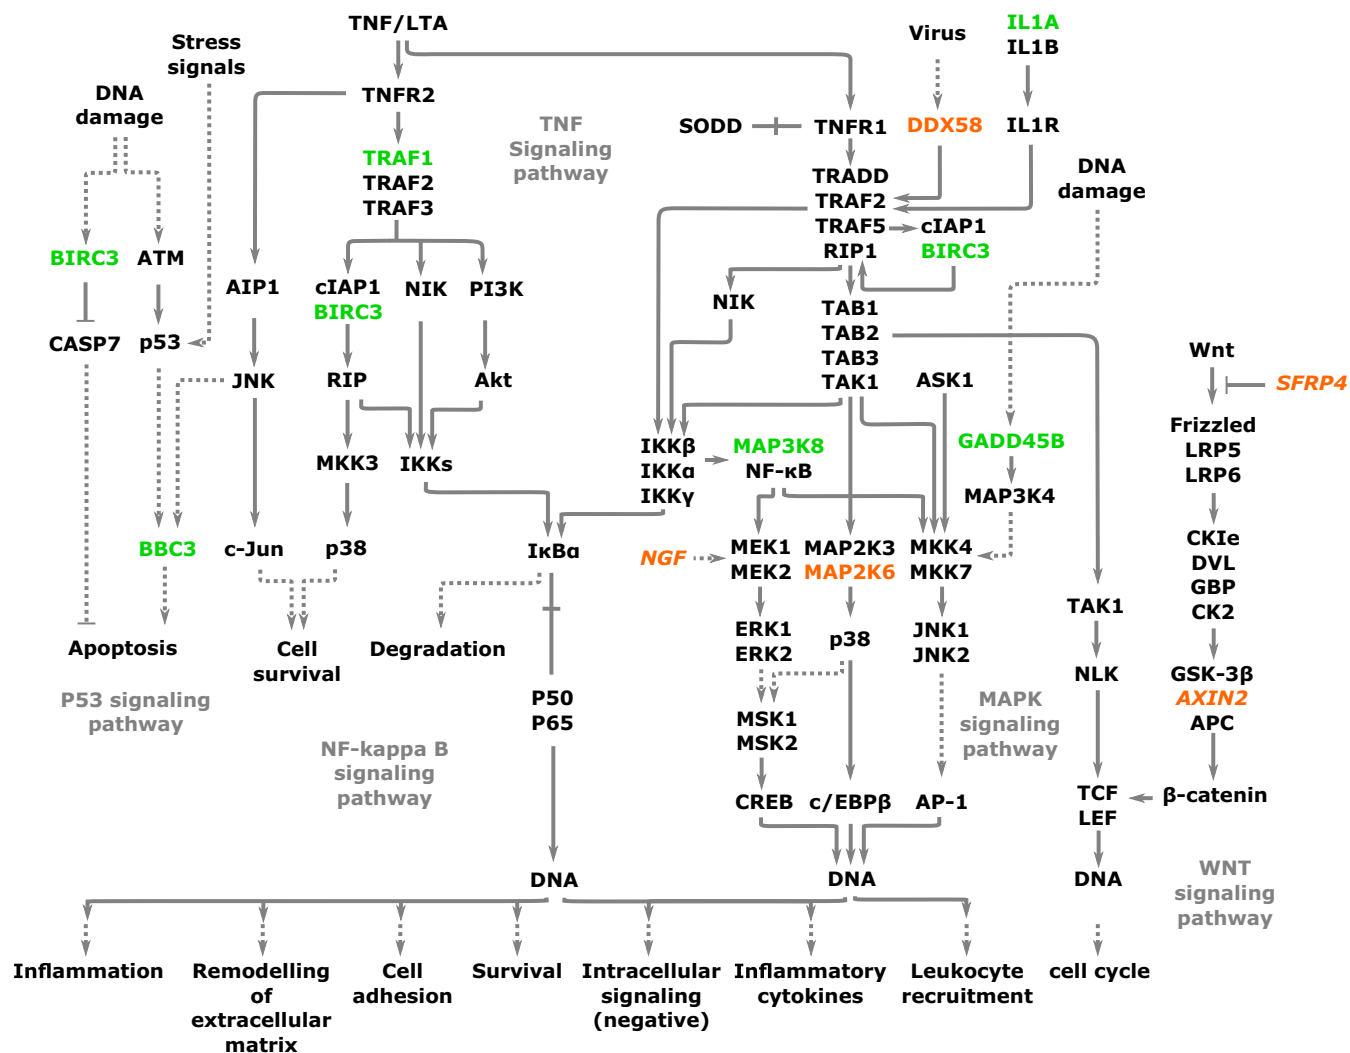 TNF/LTA
IL1A
IL1B
Virus
Stress
signals
DNA
damage
TNFR2
TNF
Signaling
pathway
SODD
TNFR1
DDX58
IL1R
TRAF1
TRAF2
TRAF3
TRADD
TRAF2
TRAF5
RIP1
cIAP1
BIRC3
DNA
damage
BIRC3
ATM
AIP1
cIAP1
BIRC3
NIK
PI3K
NIK
TAB1
TAB2
TAB3
TAK1
CASP7
p53
JNK
RIP
Akt
ASK1
Wnt
SFRP4
Frizzled
LRP5
LRP6
MKK3
IKKs
IKKβ
IKKα
IKKγ
MAP3K8
NF-κB
GADD45B
MAP3K4
BBC3
c-Jun
p38
IκBα
NGF
MEK1
MEK2
MAP2K3
MAP2K6
MKK4
MKK7
CKIe
DVL
GBP
CK2
TAK1
Apoptosis
Cell
survival
Degradation
ERK1
ERK2
p38
JNK1
JNK2
NLK
GSK-3β
AXIN2
APC
P53 signaling
pathway
P50
P65
MSK1
MSK2
MAPK
signaling
pathway
NF-kappa B
signaling
pathway
CREB
c/EBPβ
AP-1
TCF
LEF
β-catenin
DNA
DNA
DNA
WNT
signaling
pathway
Inflammation
Remodelling
of
extracellular
matrix
Cell
adhesion
Survival
Intracellular
signaling
(negative)
Inflammatory
cytokines
Leukocyte
recruitment
cell cycle